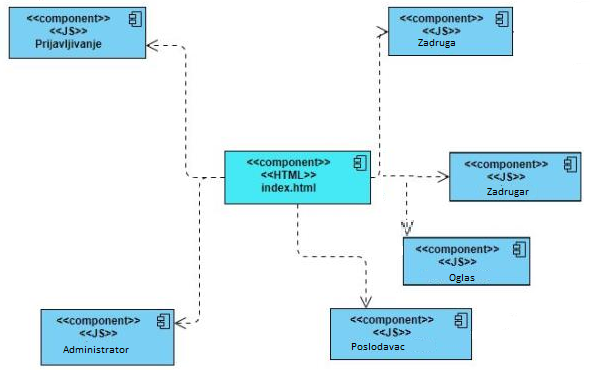 <<component>>
<<JS>>
Prijavljivanje
<<component>>
<<JS>>
Zadruga
<<component>>
<<HTML>>
index.html
<<component>>
<<JS>>
Zadrugar
<<component>>
<<JS>>
Oglas
<<component>>
<<JS>>
Administrator
<<component>>
<<JS>>
Poslodavac